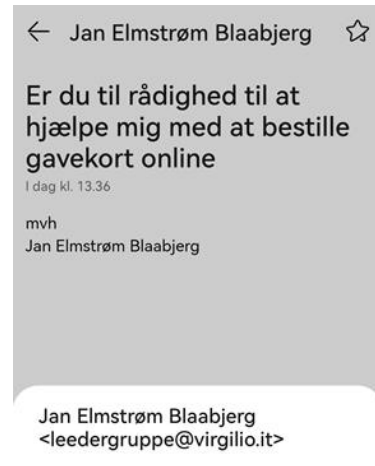 Jan Elmstrøm Blaabjerg
Er du til rådighed til at
hjælpe mig med at bestille
gavekort online
I dag kl. 13.36
mvh
Jan Elmstrøm Blaabjerg
Jan Elmstrøm Blaabjerg
<leedergruppe@virgilio.it>